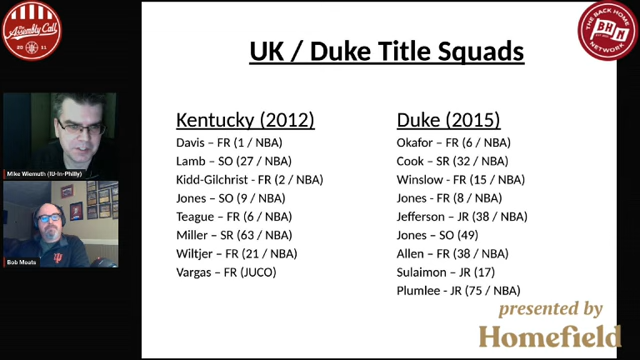 The
Assembly Call
20 11
THE BACK HOME
BHN
NETWORK
UK / Duke Title Squads
Kentucky (2012)
Davis – FR (1 / NBA)
Lamb – SO (27 / NBA)
Kidd-Gilchrist - FR (2 / NBA)
Jones – SO (9 / NBA)
Teague – FR (6 / NBA)
Miller – SR (63 / NBA)
Wiltjer – FR (21 / NBA)
Vargas – FR (JUCO)
Duke (2015)
Okafor – FR (6 / NBA)
Cook – SR (32 / NBA)
Winslow - FR (15 / NBA)
Jones - FR (8 / NBA)
Jefferson – JR (38 / NBA)
Jones – SO (49)
Allen – FR (38 / NBA)
Sulaimon – JR (17)
Plumlee - JR (75 / NBA)
Mike Wiemuth (IU-In-Philly)
Bob Moats
presented by
Homefield